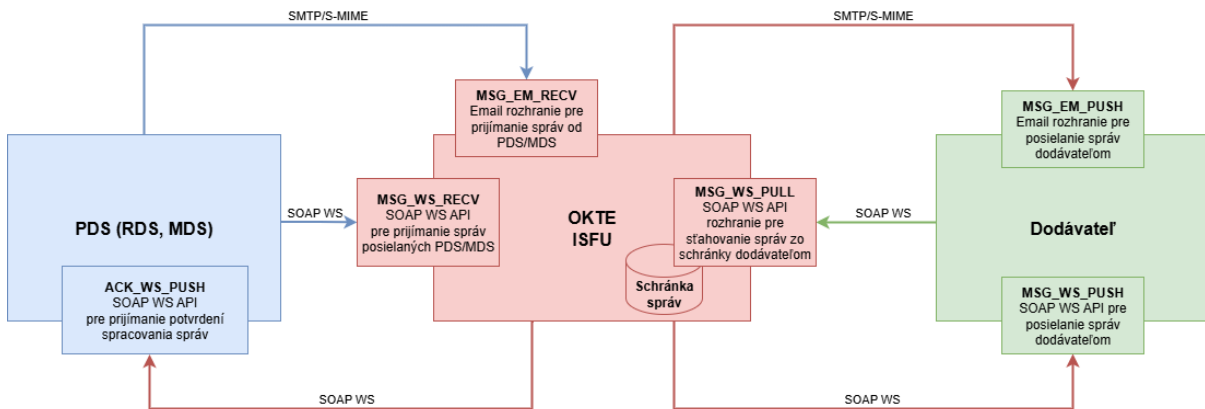 SMTP/S-MIME
SMTP/S-MIME
MSG_EM_RECV
Email rozhranie pre
prijímanie správ od
PDS/MDS
MSG_EM_PUSH
Email rozhranie pre
posielanie správ
dodávateľom
PDS (RDS, MDS)
SOAP WS
MSG_WS_RECV
SOAP WS API
pre prijímanie správ
posielaných PDS/MDS
OKTE
ISFU
MSG_WS_PULL
SOAP WS API
rozhranie pre
sťahovanie správ zo
schránky dodávateľom
SOAP WS
Dodávateľ
ACK_WS_PUSH
SOAP WS API
pre prijímanie potvrdení
spracovania správ
Schránka
správ
MSG_WS_PUSH
SOAP WS API pre
posielanie správ
dodávateľom
SOAP WS
SOAP WS